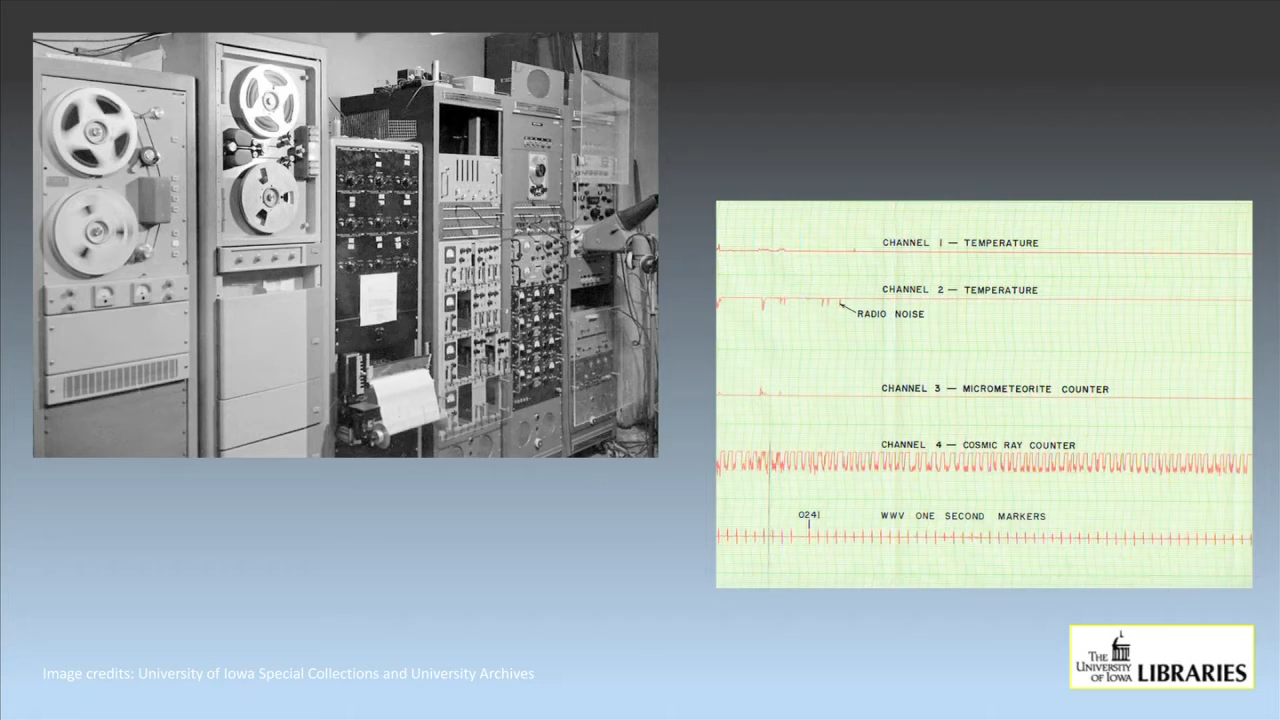 CHANNEL 1 — TEMPERATURE
CHANNEL 2 — TEMPERATURE
RADIO NOISE
CHANNEL 3 — MICROMETEORITE COUNTER
CHANNEL 4 — COSMIC RAY COUNTER
0241 WWV ONE SECOND MARKERS
Image credits: University of Iowa Special Collections and University Archives
THE
UNIVERSITY
OF IOWA LIBRARIES